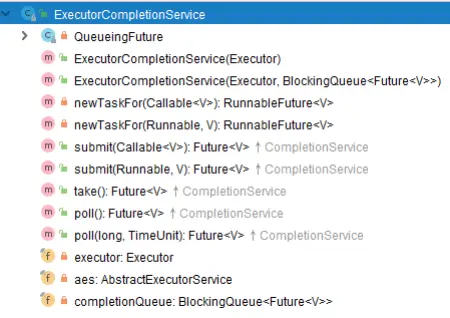 ExecutorCompletionService
QueueingFuture
ExecutorCompletionService(Executor)
ExecutorCompletionService(Executor, BlockingQueue<Future<V>>)
newTaskFor(Callable<V>): RunnableFuture<V>
newTaskFor(Runnable, V): RunnableFuture<V>
submit(Callable<V>): Future<V> ↑CompletionService
submit(Runnable, V): Future<V> ↑CompletionService
take(): Future<V> ↑CompletionService
poll(): Future<V> ↑CompletionService
poll(long, TimeUnit): Future<V> ↑CompletionService
executor: Executor
aes: AbstractExecutorService
completionQueue: BlockingQueue<Future<V>>